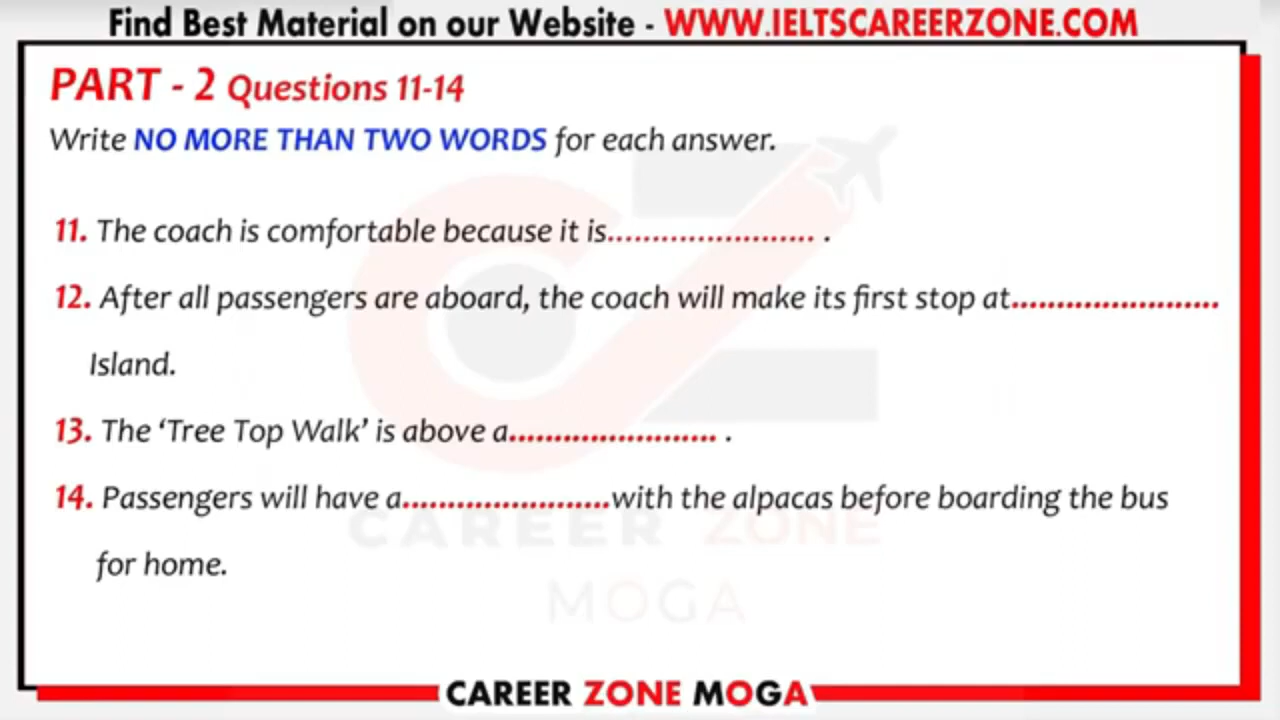 Find Best Material on our Website - WWW.IELTSCAREERZONE.COM
PART - 2 Questions 11-14
Write NO MORE THAN TWO WORDS for each answer.
11. The coach is comfortable because it is....................... .
12. After all passengers are aboard, the coach will make its first stop at.......................
Island.
13. The ‘Tree Top Walk’ is above a....................... .
14. Passengers will have a.......................with the alpacas before boarding the bus
for home.
CAREER ZONE
MOGA
CAREER ZONE MOGA